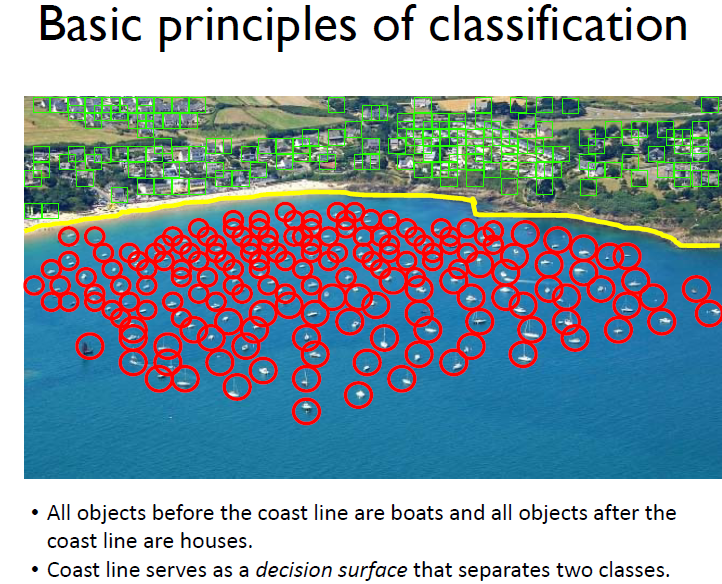 Basic principles of classification
• All objects before the coast line are boats and all objects after the
coast line are houses.
• Coast line serves as a decision surface that separates two classes.